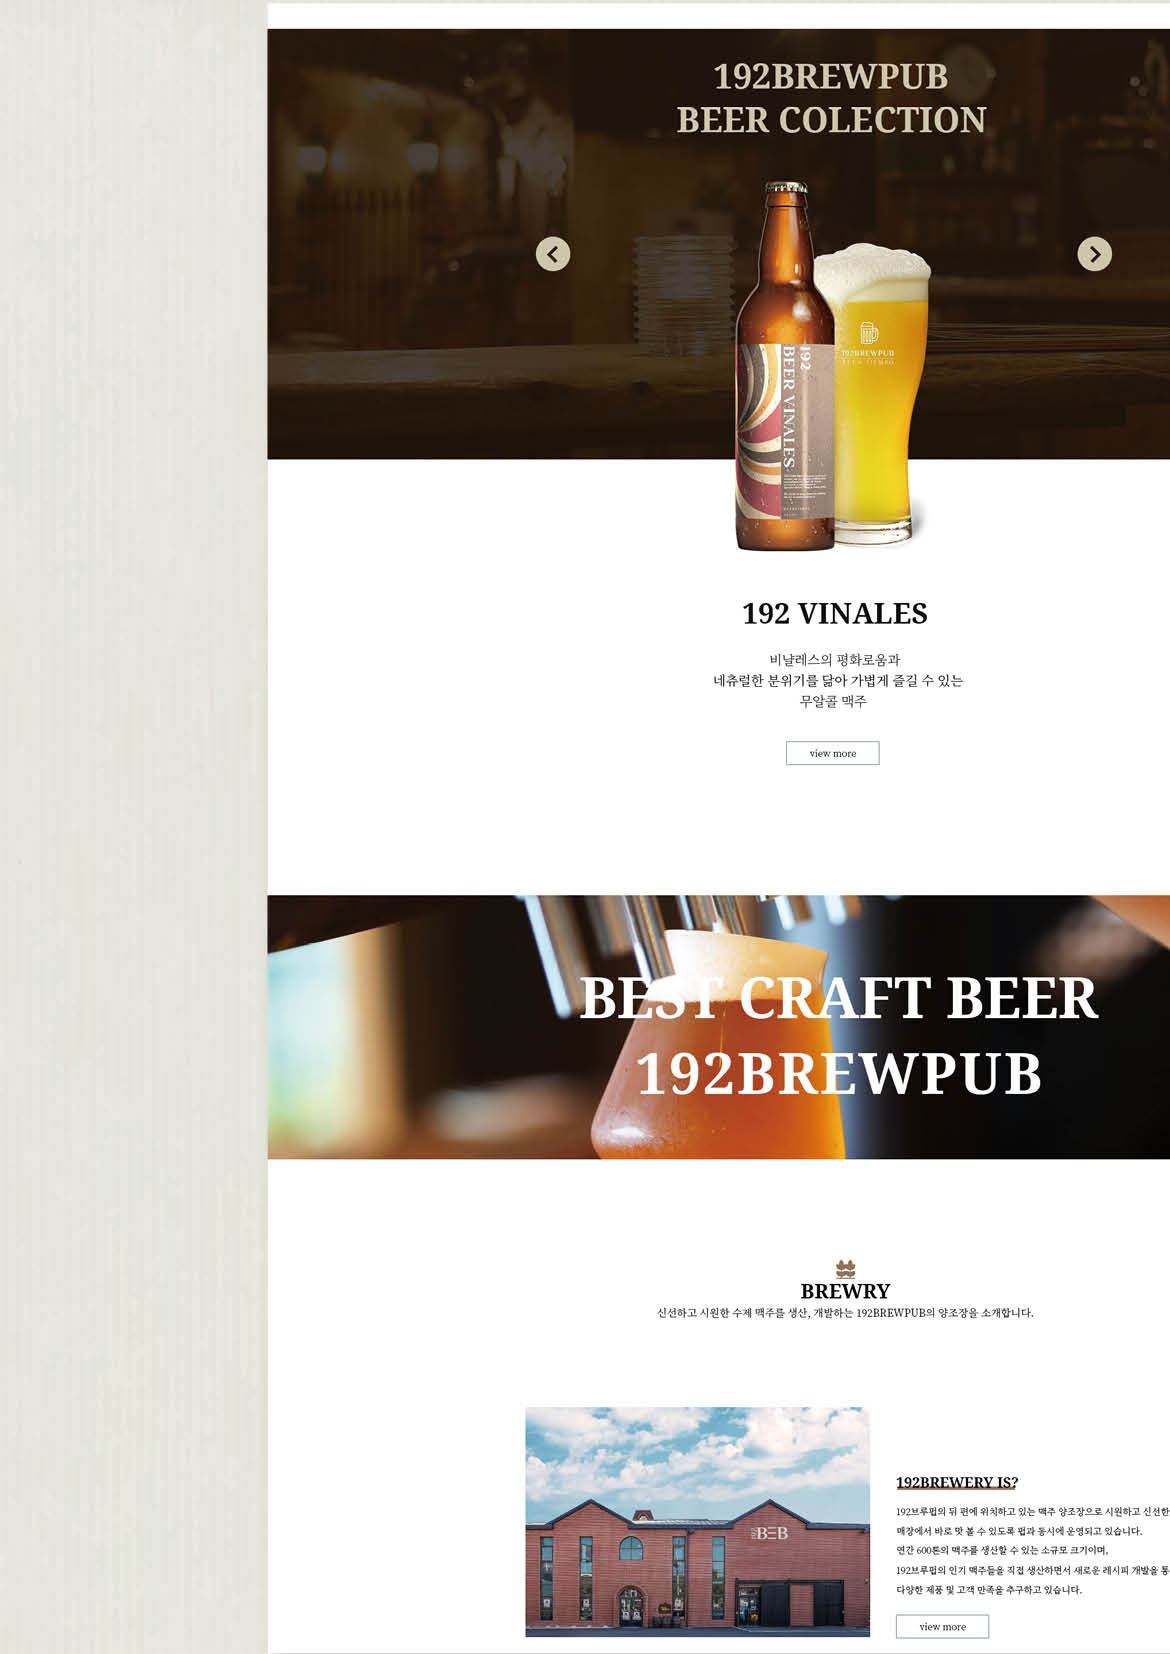 192BREWPUB
BEER COLECTION
192BREWPUB
192
BEER VINALES
192 VINALES
비냘레스의 평화로움과
네츄럴한 분위기를 닮아 가볍게 즐길 수 있는
무알콜 맥주
view more
BEST CRAFT BEER
192BREWPUB
BREWRY
신선하고 시원한 수제 맥주를 생산, 개발하는 192BREWPUB의 양조장을 소개합니다.
192BREWERY IS?
192브루펍의 뒤 편에 위치하고 있는 맥주 양조장으로 시원하고 신선한
매장에서 바로 맛 볼 수 있도록 펍과 동시에 운영되고 있습니다.
연간 600톤의 맥주를 생산할 수 있는 소규모 크기이며,
192브루펍의 인기 맥주들을 직접 생산하면서 새로운 레시피 개발을 통
다양한 제품 및 고객 만족을 추구하고 있습니다.
view more